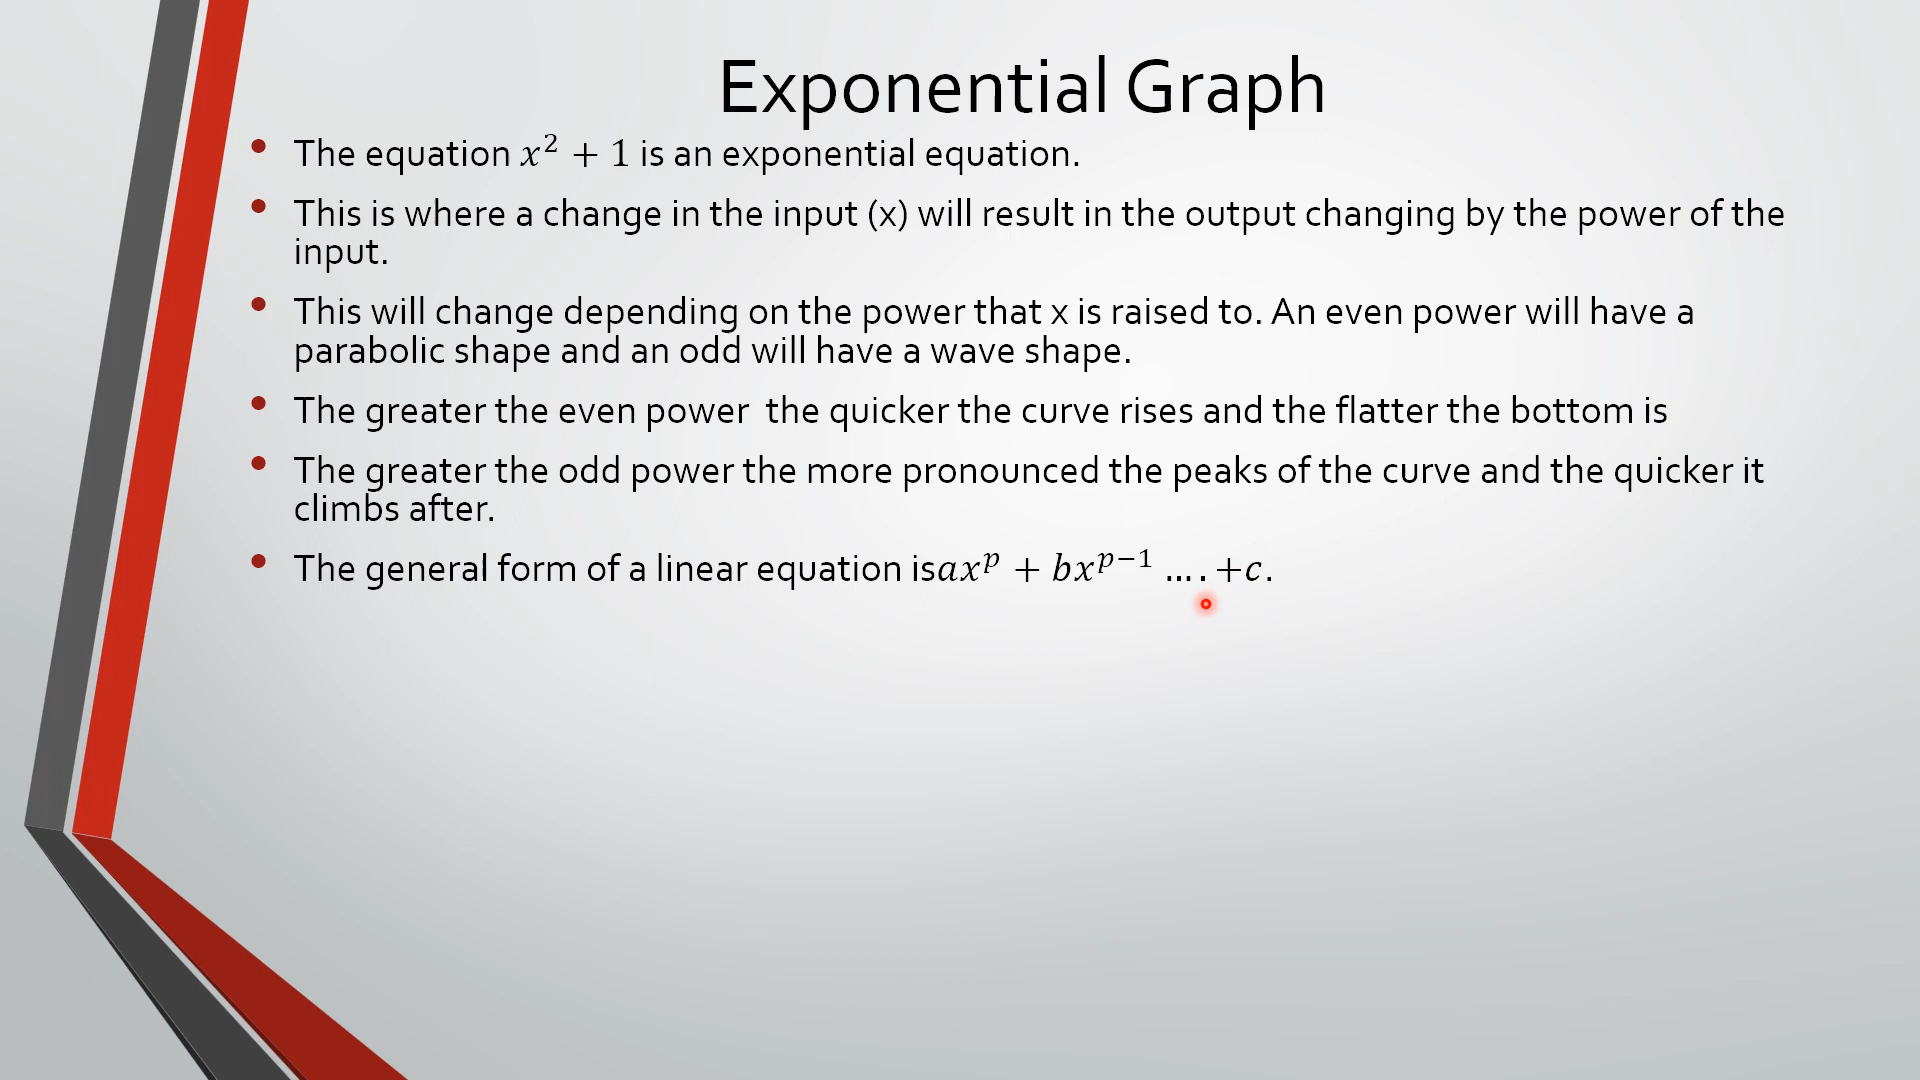 Exponential Graph
• The equation x² + 1 is an exponential equation.
• This is where a change in the input (x) will result in the output changing by the power of the
input.
• This will change depending on the power that x is raised to. An even power will have a
parabolic shape and an odd will have a wave shape.
• The greater the even power  the quicker the curve rises and the flatter the bottom is
• The greater the odd power the more pronounced the peaks of the curve and the quicker it
climbs after.
• The general form of a linear equation isaxᵖ + bxᵖ⁻¹ .... +c.